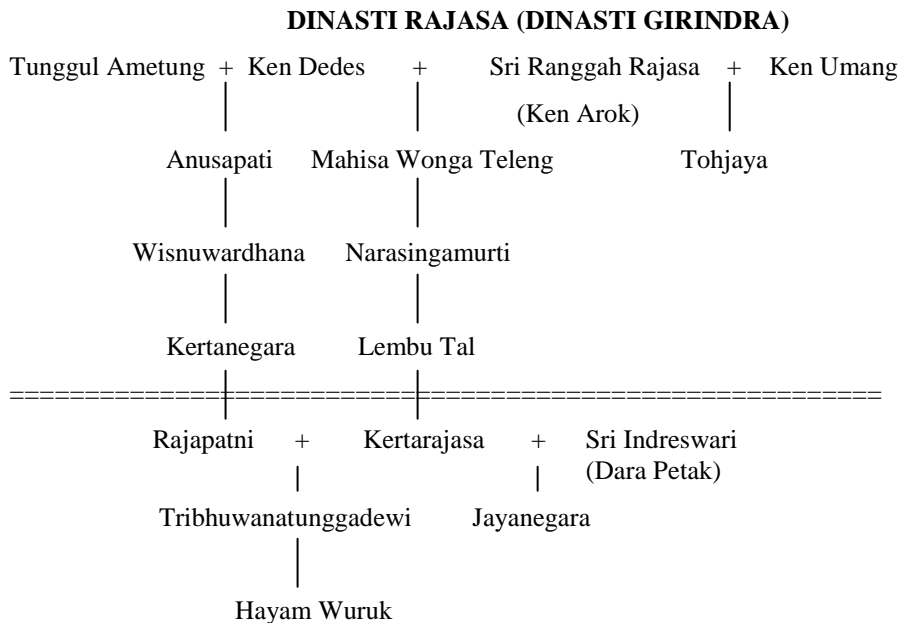 DINASTI RAJASA (DINASTI GIRINDRA)
Tunggul Ametung + Ken Dedes + Sri Ranggah Rajasa + Ken Umang
(Ken Arok)
Anusapati Mahisa Wonga Teleng Tohjaya
Wisnuwardhana Narasingamurti
Kertanegara Lembu Tal
==========================================================
Rajapatni + Kertarajasa + Sri Indreswari
(Dara Petak)
Tribhuwanatunggadewi Jayanegara
Hayam Wuruk